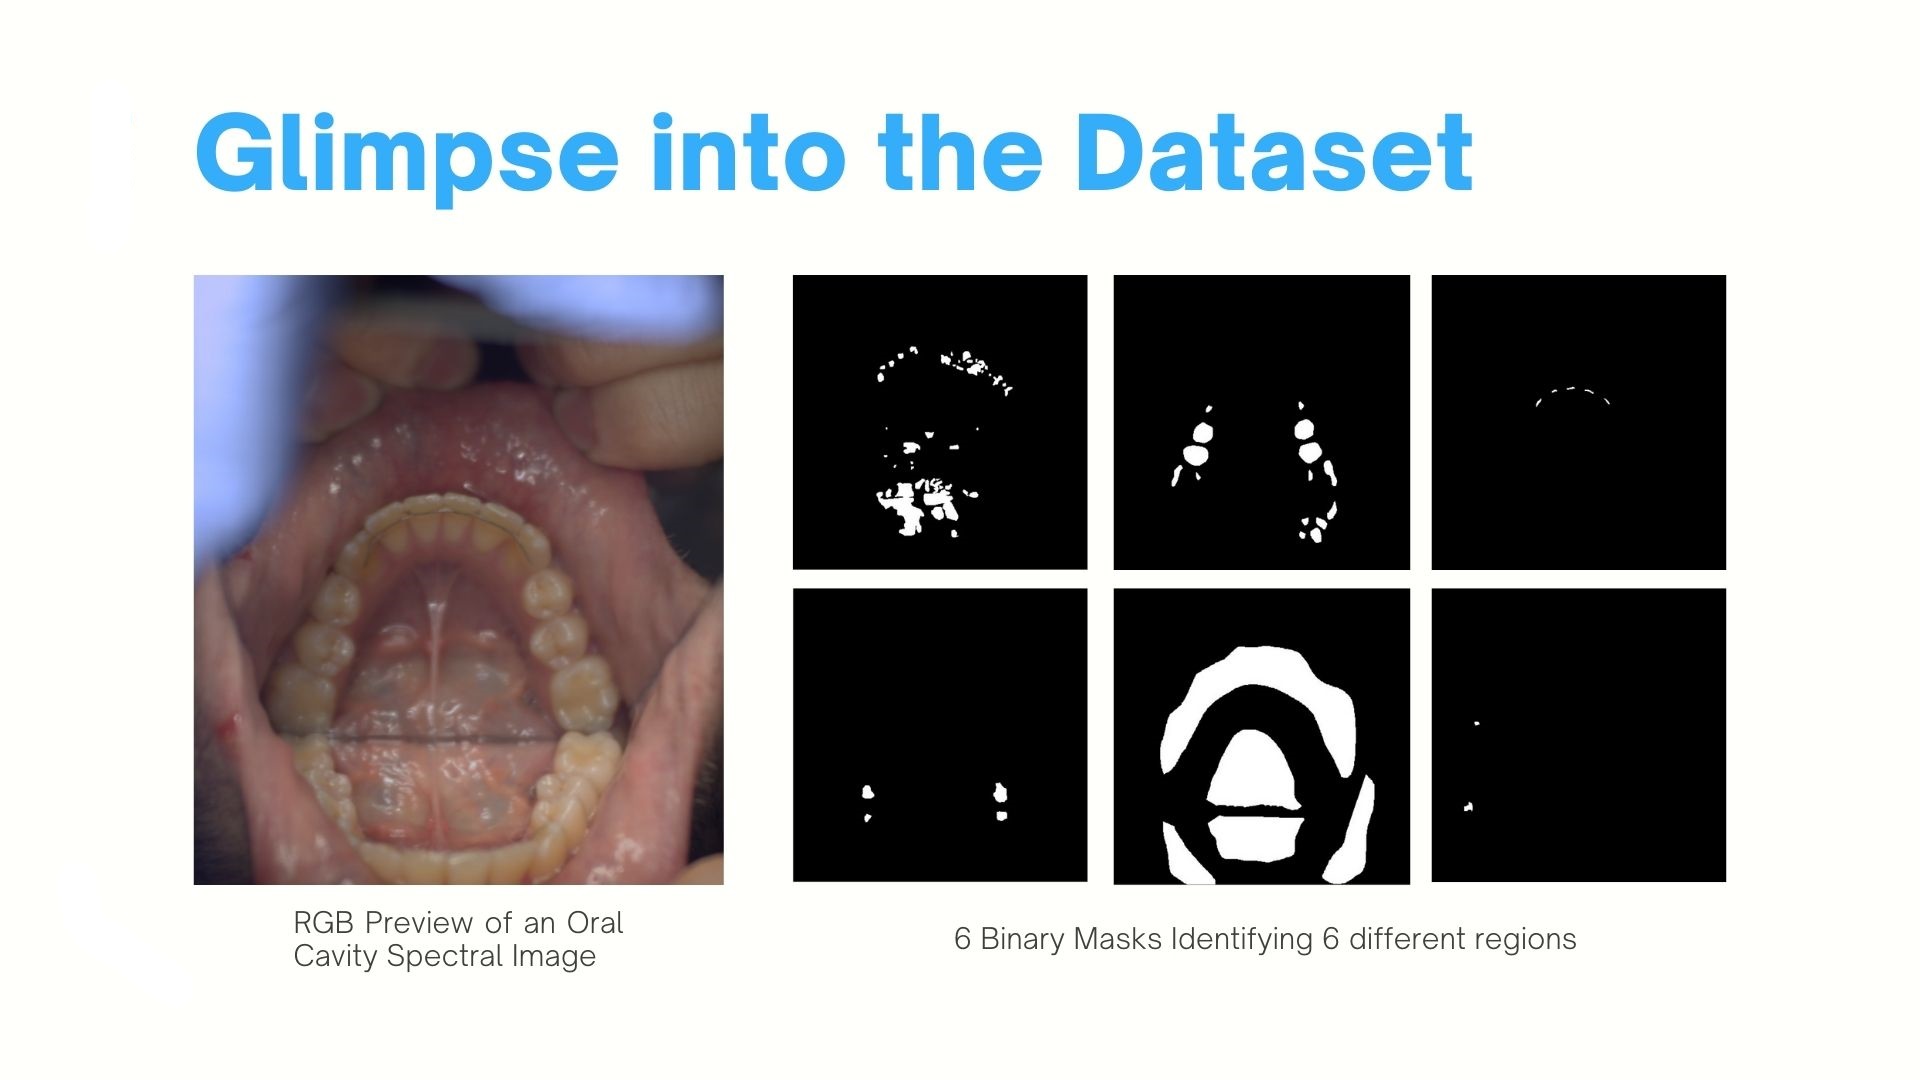 Glimpse into the Dataset
RGB Preview of an Oral
Cavity Spectral Image
6 Binary Masks Identifying 6 different regions